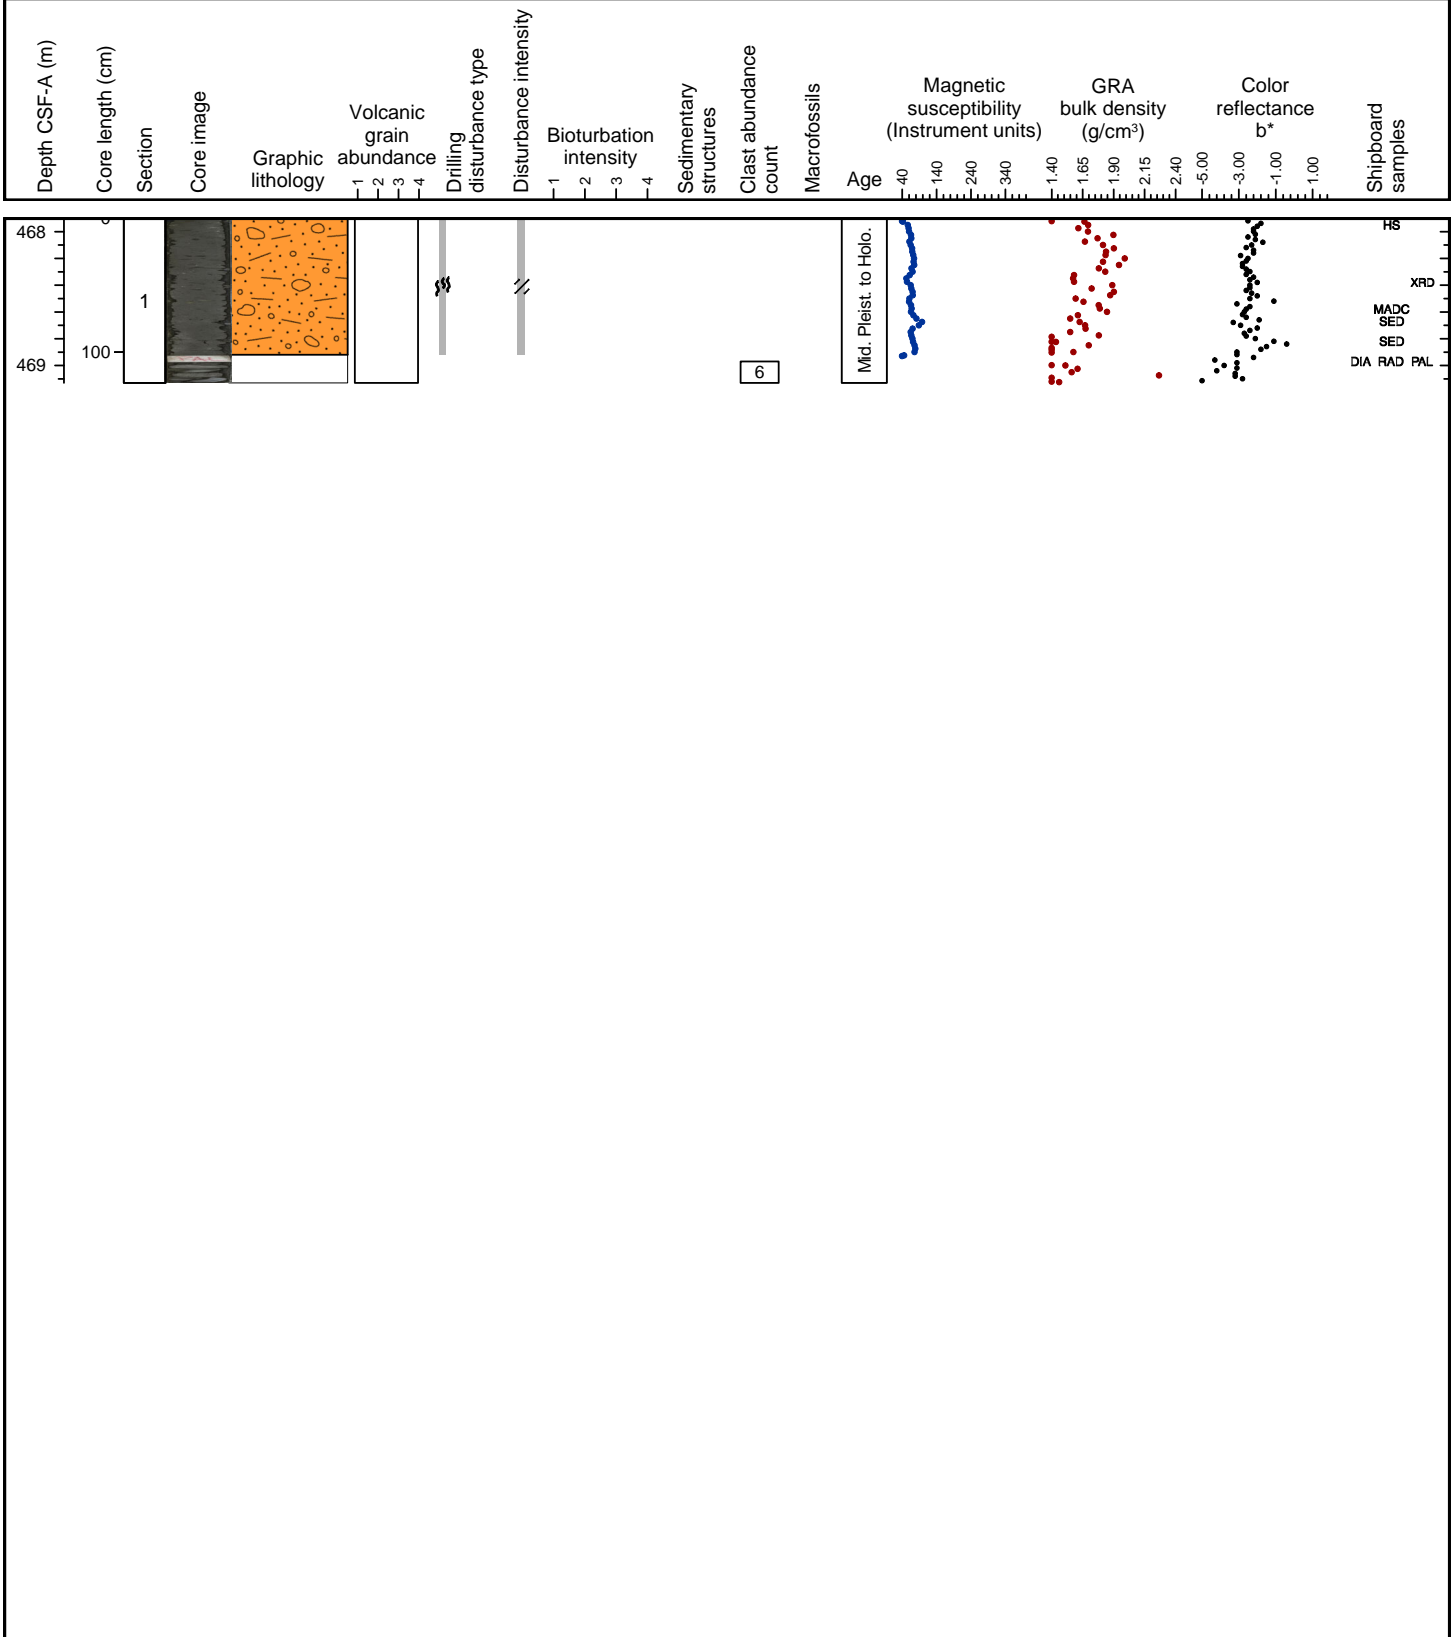 Depth CSF-A (m)
Core length (cm)
Section
Core image
Graphic
lithology
Volcanic
grain
abundance
1 2 3 4
Drilling
disturbance type
Disturbance intensity
Bioturbation
intensity
1 2 3 4
Sedimentary
structures
Clast abundance
count
Macrofossils
Age
Magnetic
susceptibility
(Instrument units)
40 140 240 340
GRA
bulk density
(g/cm³)
1.40 1.65 1.90 2.15 2.40
Color
reflectance
b*
-5.00 -3.00 -1.00 1.00
Shipboard
samples
0
468
1
100
469
6
Mid. Pleist. to Holo.
HS
XRD
MADC
SED
SED
DIA RAD PAL